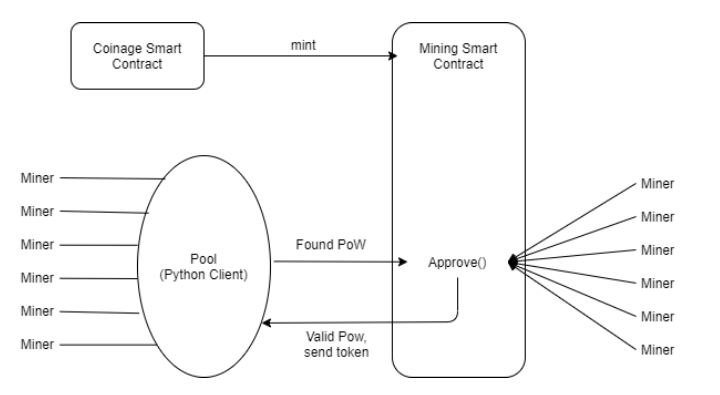 Coinage Smart
Contract
mint
Mining Smart
Contract
Miner
Miner
Miner
Miner
Miner
Miner
Pool
(Python Client)
Found PoW
Approve()
Valid Pow,
send token
Miner
Miner
Miner
Miner
Miner
Miner